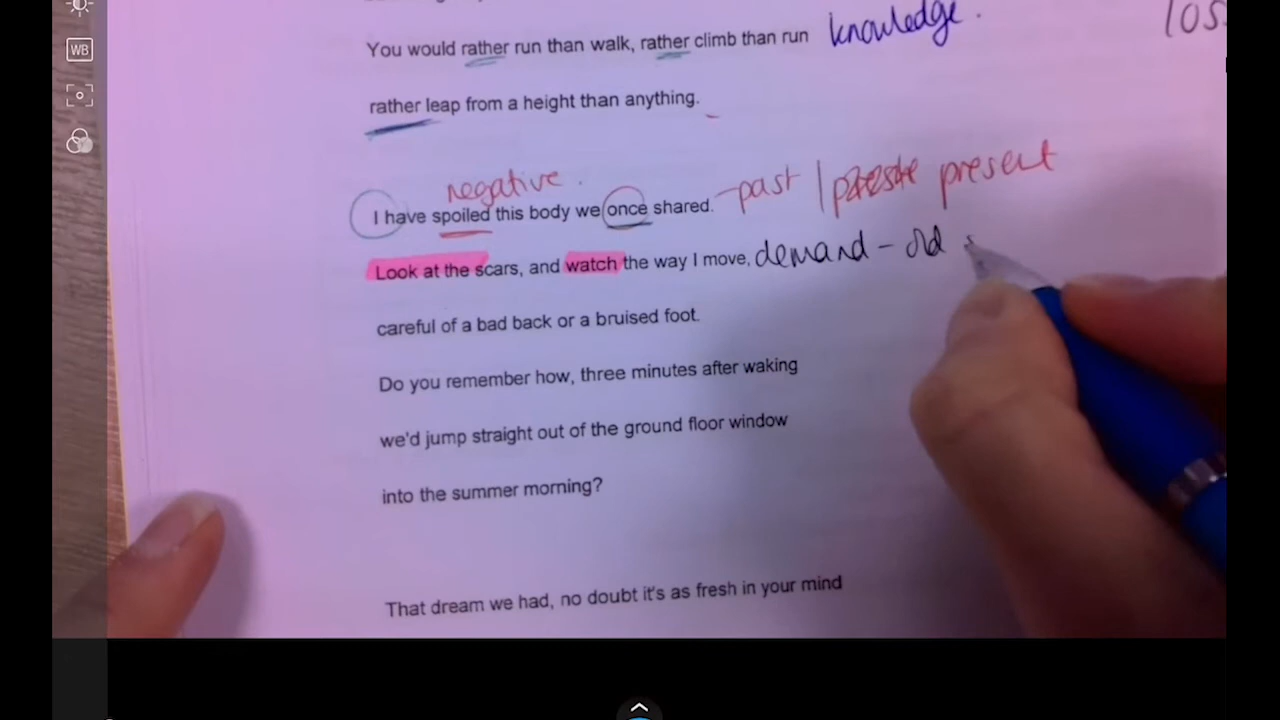 WB
You would rather run than walk, rather climb than run knowledge.
rather leap from a height than anything.
negative.
I have spoiled this body we once shared. - past / present
Look at the scars, and watch the way I move, demand - old
careful of a bad back or a bruised foot.
Do you remember how, three minutes after waking
we'd jump straight out of the ground floor window
into the summer morning?
That dream we had, no doubt it's as fresh in your mind